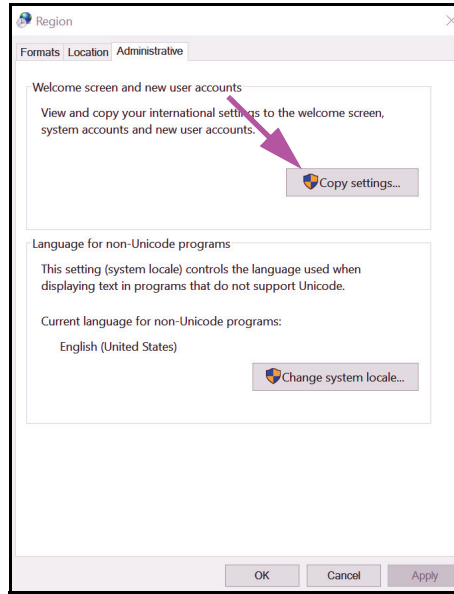 Region
Formats Location Administrative
Welcome screen and new user accounts
View and copy your international settings to the welcome screen,
system accounts and new user accounts.
Copy settings...
Language for non-Unicode programs
This setting (system locale) controls the language used when
displaying text in programs that do not support Unicode.
Current language for non-Unicode programs:
English (United States)
Change system locale...
OK Cancel Apply